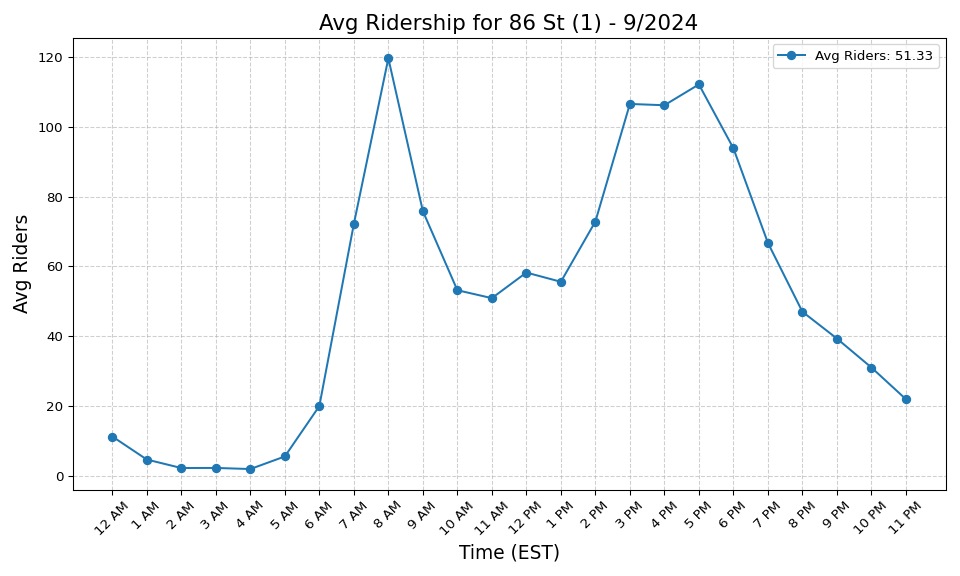 Avg Ridership for 86 St (1) - 9/2024
Avg Riders: 51.33
Avg Riders
120
100
80
60
40
20
0
12 AM
1 AM
2 AM
3 AM
4 AM
5 AM
6 AM
7 AM
8 AM
9 AM
10 AM
11 AM
12 PM
1 PM
2 PM
3 PM
4 PM
5 PM
6 PM
7 PM
8 PM
9 PM
10 PM
11 PM
Time (EST)